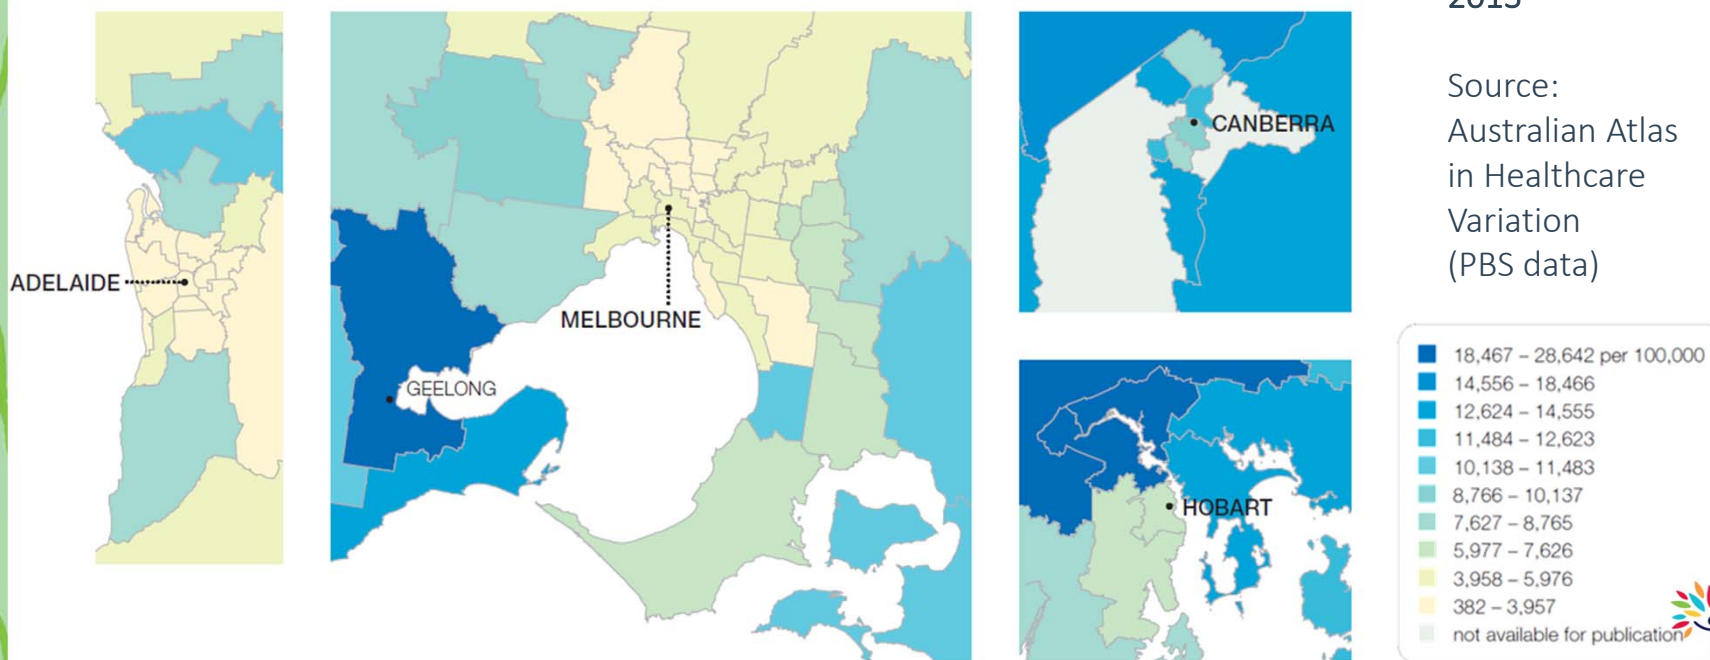 ADELAIDE
MELBOURNE
GEELONG
CANBERRA
HOBART
Source:
Australian Atlas
in Healthcare
Variation
(PBS data)
18,467 – 28,642 per 100,000
14,556 – 18,466
12,624 – 14,555
11,484 – 12,623
10,138 – 11,483
8,766 – 10,137
7,627 – 8,765
5,977 – 7,626
3,958 – 5,976
382 – 3,957
not available for publication